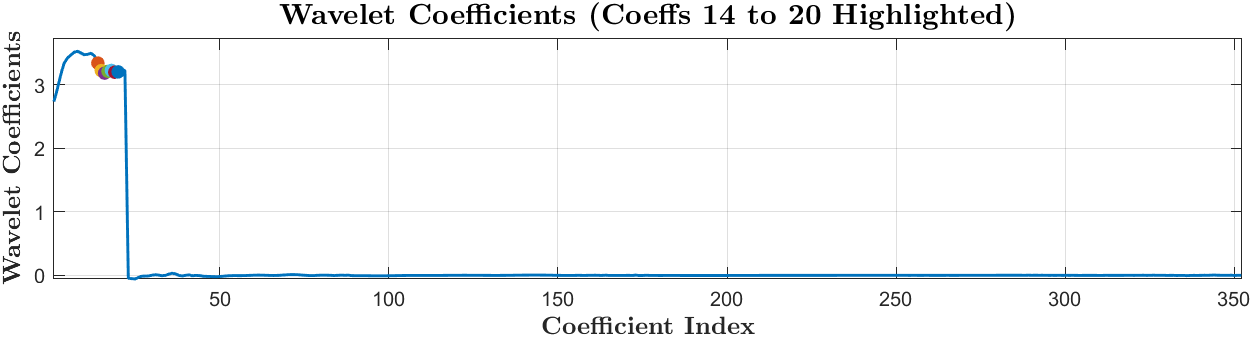 Wavelet Coefficients (Coeffs 14 to 20 Highlighted)
Wavelet Coefficients
3
2
1
0
50 100 150 200 250 300 350
Coefficient Index